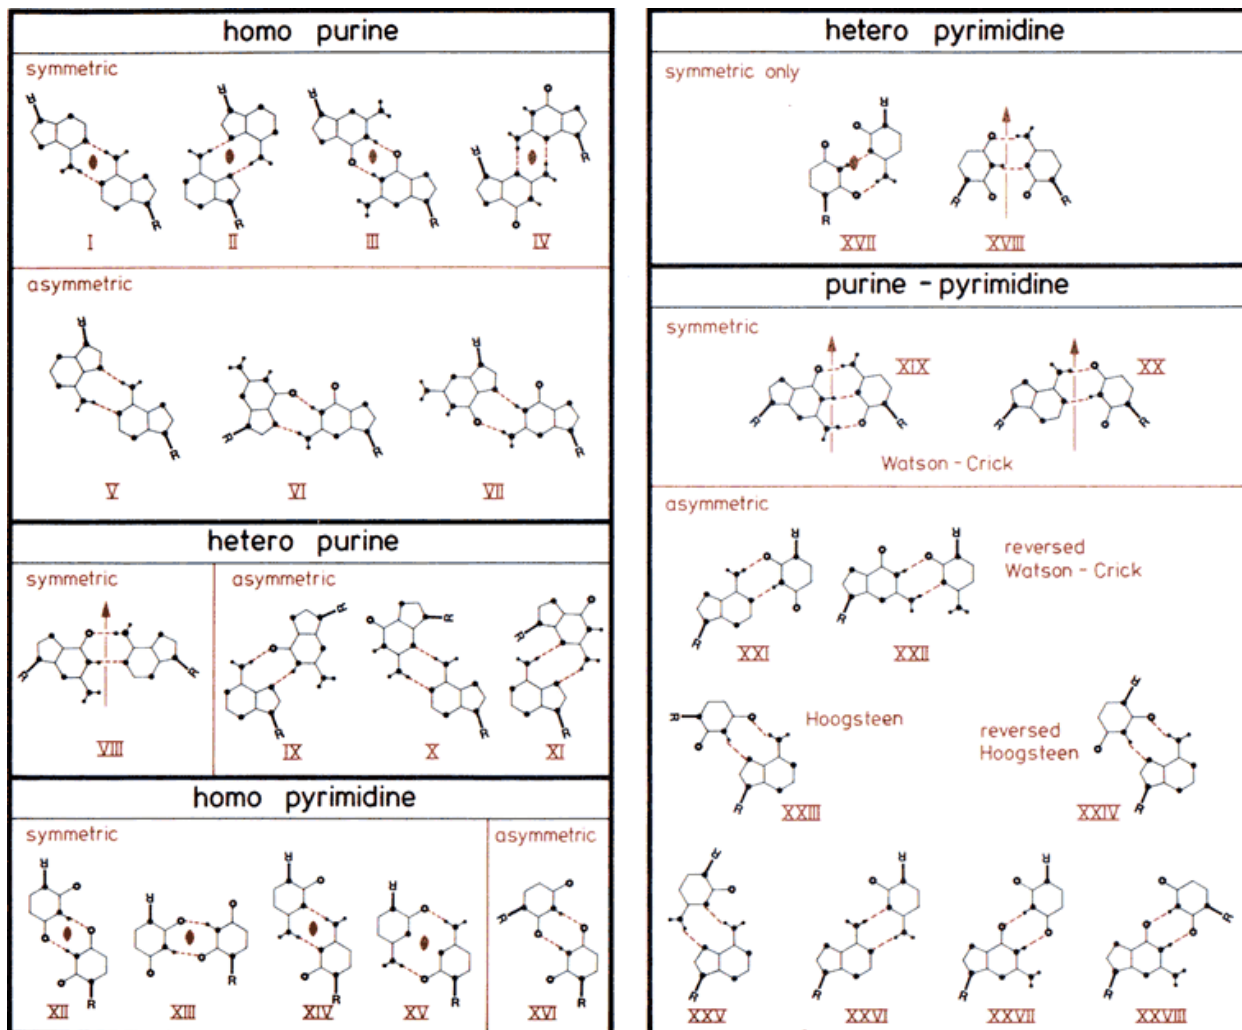 homo purine
symmetric
R R R
R R R R
I II III IV
asymmetric
R R
R R R R
V VI VII
hetero purine
symmetric asymmetric
R R
R R R R
VIII IX X XI
homo pyrimidine
symmetric asymmetric
R R R R R
R R R R R
XII XIII XIV XV XVI
hetero pyrimidine
symmetric only
R
R R R
XVII XVIII
purine - pyrimidine
symmetric
XIX XX
R R R R
Watson - Crick
asymmetric
R R
reversed
Watson - Crick
R R
XXI XXII
R Hoogsteen R
reversed
Hoogsteen
R R
XXIII XXIV
R R R
R
R R R R
XXV XXVI XXVII XXVIII